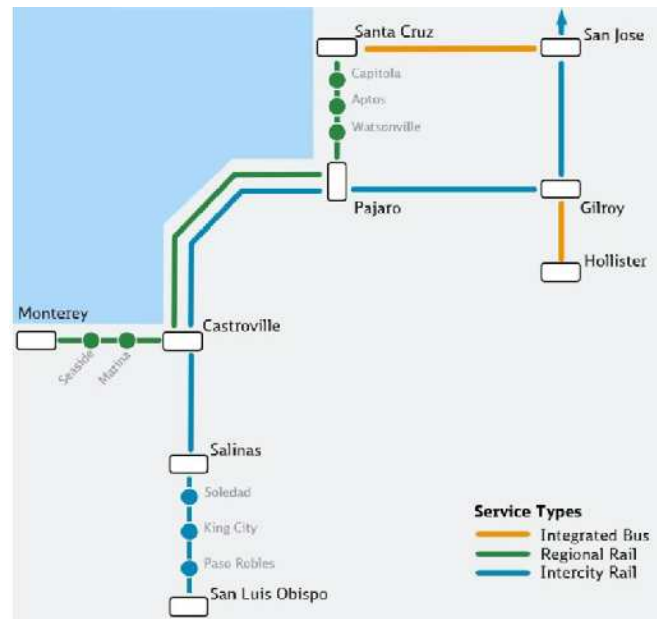 Santa Cruz
San Jose
Capitola
Aptos
Watsonville
Pajaro
Gilroy
Hollister
Monterey
Castroville
Seaside
Marina
Salinas
Soledad
King City
Paso Robles
San Luis Obispo
Service Types
Integrated Bus
Regional Rail
Intercity Rail